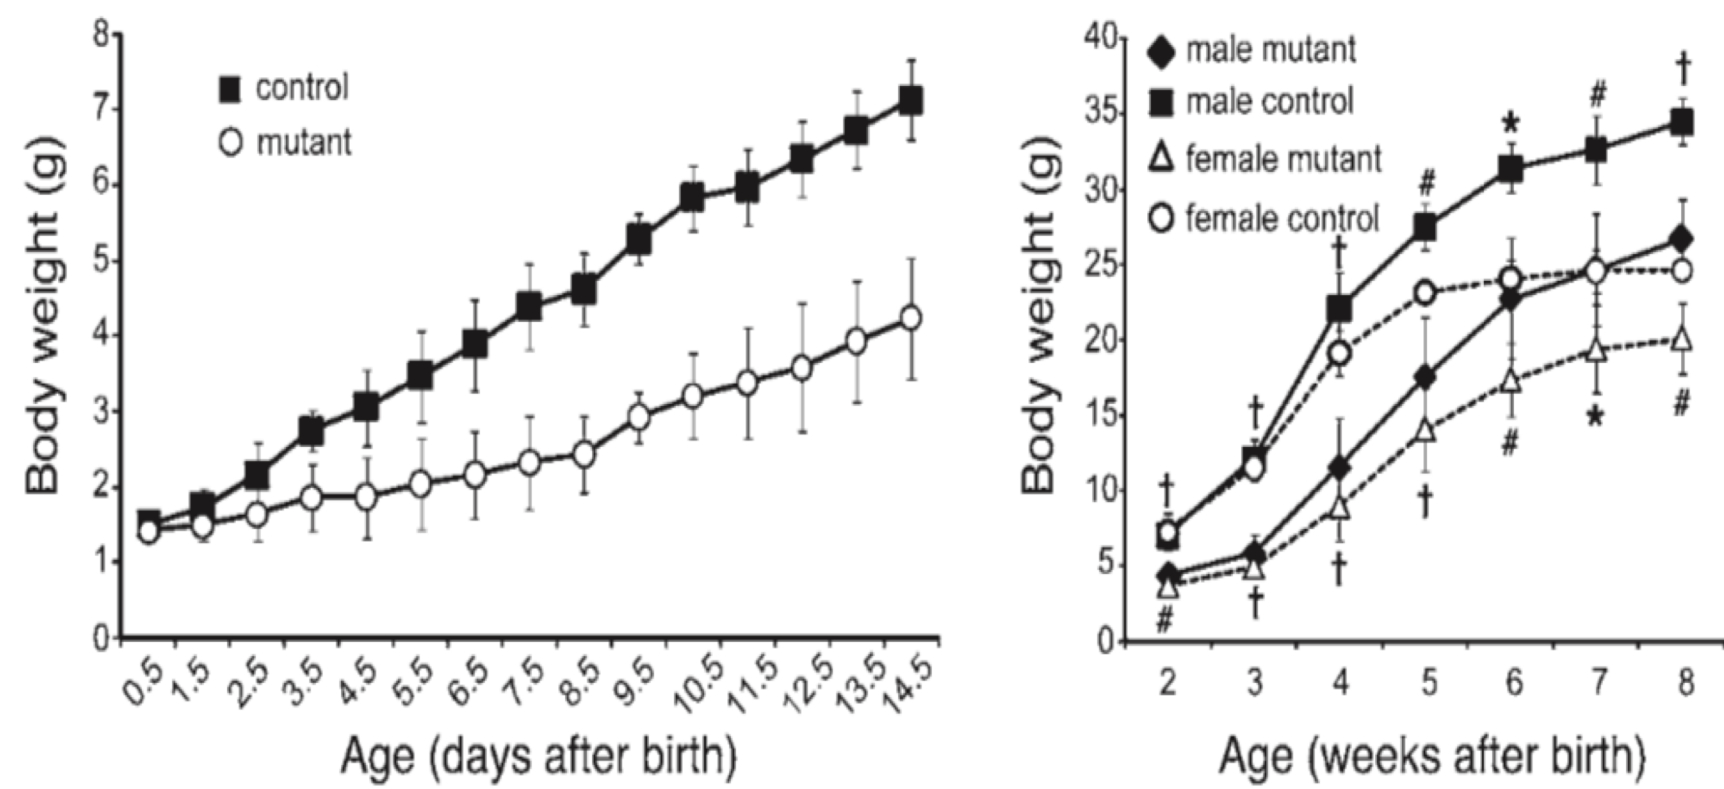 8
7
6
5
4
3
2
1
0
Body weight (g)
control
mutant
0.5 1.5 2.5 3.5 4.5 5.5 6.5 7.5 8.5 9.5 10.5 11.5 12.5 13.5 14.5
Age (days after birth)
40
35
30
25
20
15
10
5
0
Body weight (g)
male mutant
male control
female mutant
female control
† † † # * # †
# † † † # * #
2 3 4 5 6 7 8
Age (weeks after birth)